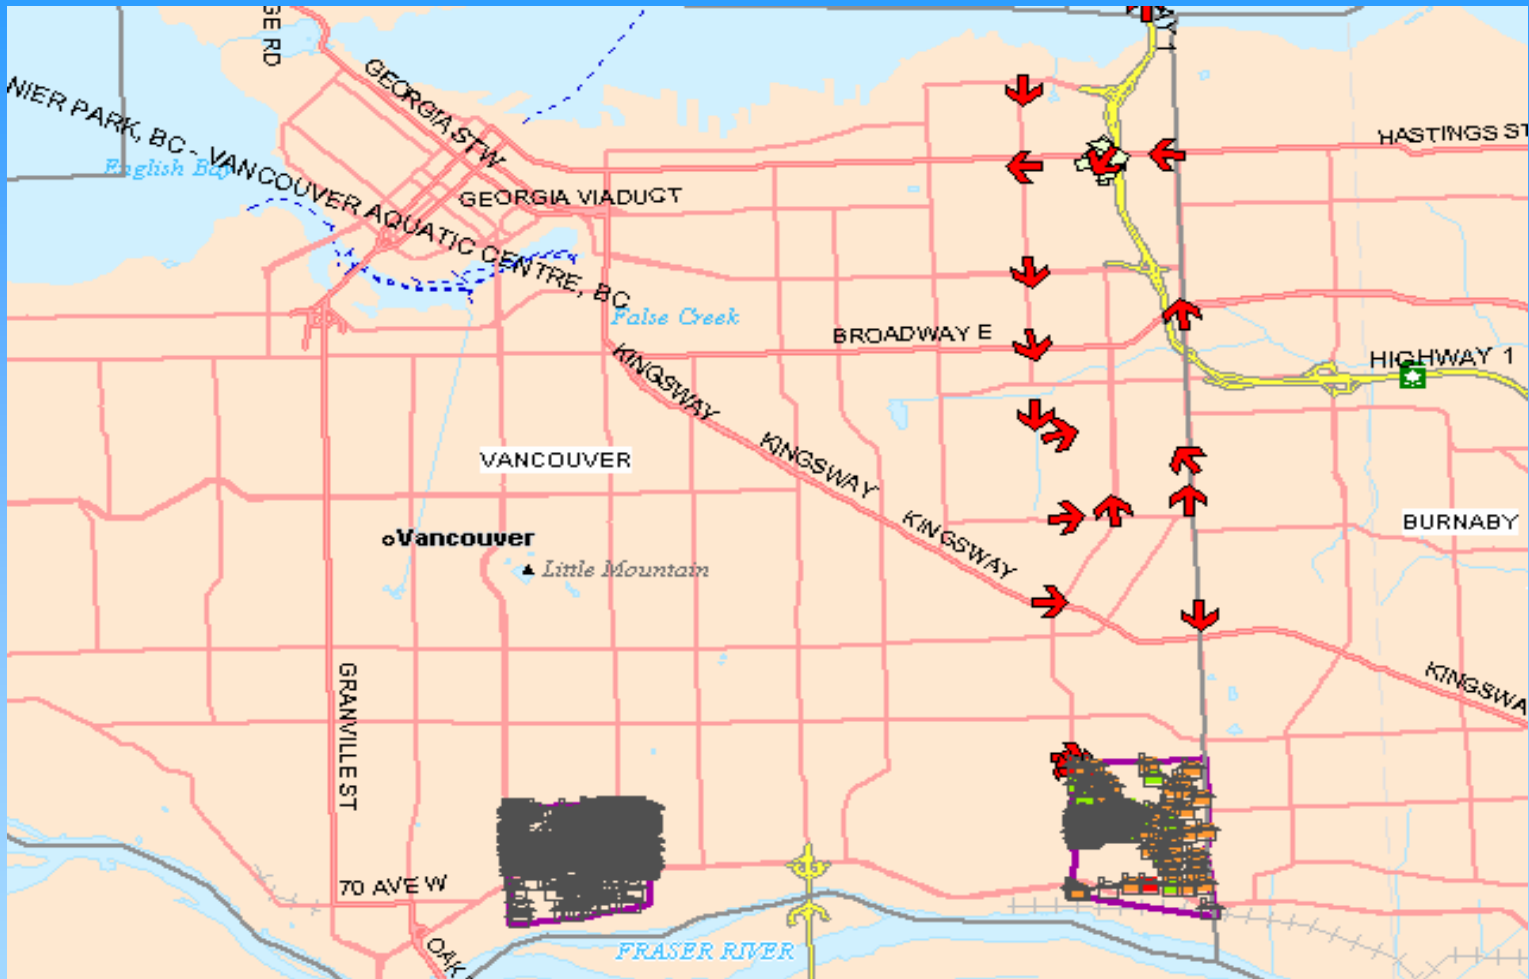 GE RD
WAY 1
GEORGIA ST W
HASTINGS ST
NIER PARK, BC - VANCOUVER AQUATIC CENTRE, BC
English Bay
GEORGIA VIADUCT
False Creek
BROADWAY E
HIGHWAY 1
KINGSWAY
VANCOUVER
KINGSWAY
KINGSWAY
BURNABY
Vancouver
Little Mountain
GRANVILLE ST
KINGSWA
70 AVE W
OAK
FRASER RIVER